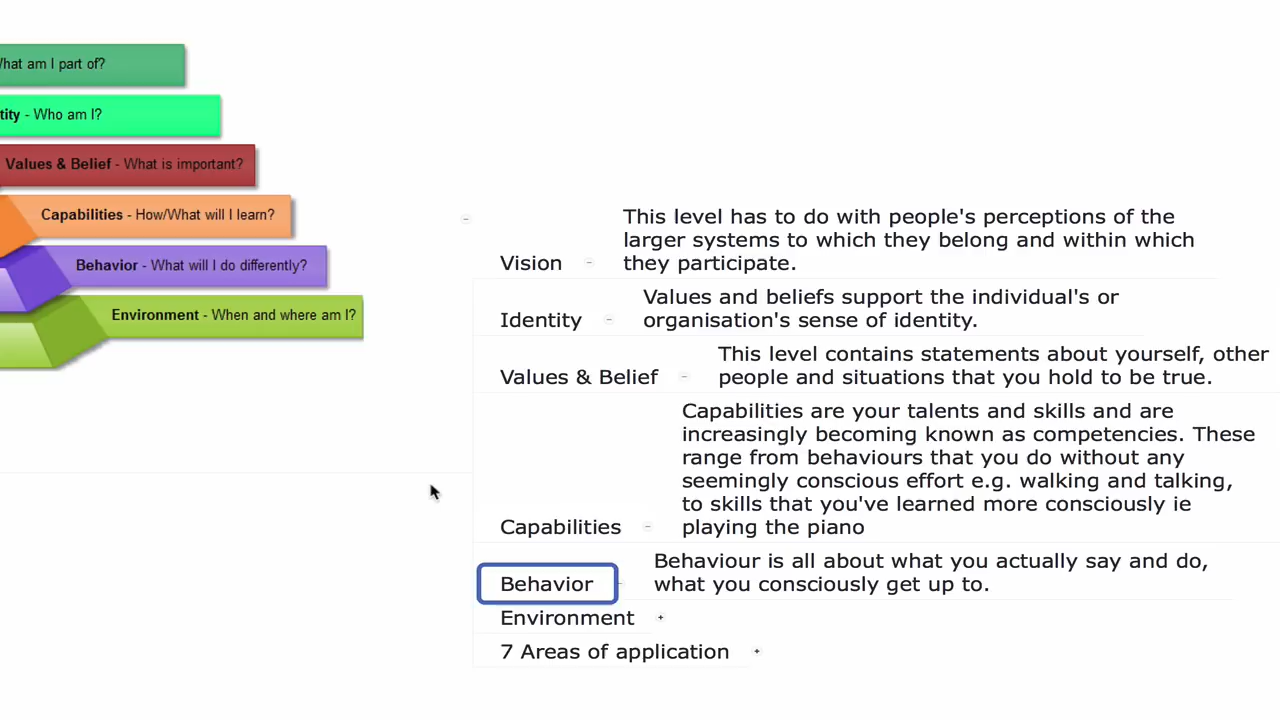 hat am I part of?
tity - Who am I?
Values & Belief - What is important?
Capabilities - How/What will I learn?
Behavior - What will I do differently?
Environment - When and where am I?
Vision
This level has to do with people's perceptions of the
larger systems to which they belong and within which
they participate.
Identity
Values and beliefs support the individual's or
organisation's sense of identity.
Values & Belief
This level contains statements about yourself, other
people and situations that you hold to be true.
Capabilities
Capabilities are your talents and skills and are
increasingly becoming known as competencies. These
range from behaviours that you do without any
seemingly conscious effort e.g. walking and talking,
to skills that you've learned more consciously ie
playing the piano
Behavior
Behaviour is all about what you actually say and do,
what you consciously get up to.
Environment
7 Areas of application